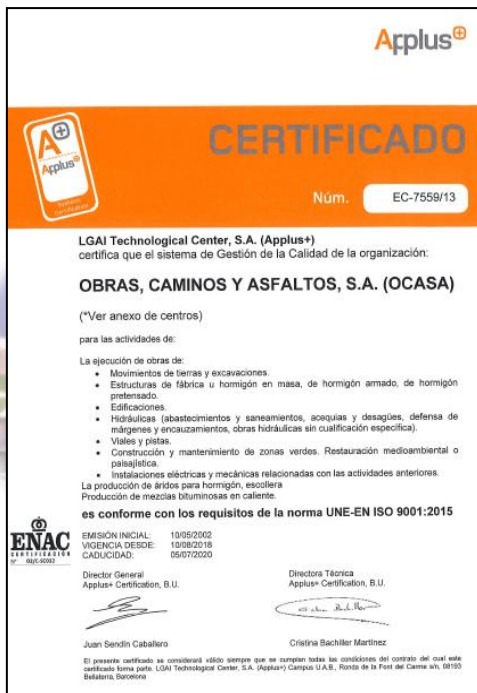 Applus⊕
A⊕
Applus⊕
System
Certification
CERTIFICADO
Núm. EC-7559/13
LGAI Technological Center, S.A. (Applus+)
certifica que el sistema de Gestión de la Calidad de la organización:
OBRAS, CAMINOS Y ASFALTOS, S.A. (OCASA)
(*Ver anexo de centros)
para las actividades de:
La ejecución de obras de:
• Movimientos de tierras y excavaciones.
• Estructuras de fábrica u hormigón en masa, de hormigón armado, de hormigón
pretensado.
• Edificaciones.
• Hidráulicas (abastecimientos y saneamientos, acequias y desagües, defensa de
márgenes y encauzamientos, obras hidráulicas sin cualificación específica).
• Viales y pistas.
• Construcción y mantenimiento de zonas verdes. Restauración medioambiental o
paisajística.
• Instalaciones eléctricas y mecánicas relacionadas con las actividades anteriores.
La producción de áridos para hormigón, escollera
Producción de mezclas bituminosas en caliente.
es conforme con los requisitos de la norma UNE-EN ISO 9001:2015
ENAC
CERTIFICACIÓN
Nº 02/C-SC032
EMISIÓN INICIAL: 10/05/2002
VIGENCIA DESDE: 10/08/2018
CADUCIDAD: 05/07/2020
Director General
Applus+ Certification, B.U.
Directora Técnica
Applus+ Certification, B.U.
Juan Sendín Caballero
Cristina Bachiller Martínez
El presente certificado se considerará válido siempre que se cumplan todas las condiciones del contrato del cual este
certificado forma parte. LGAI Technological Center, S.A. (Applus+) Campus U.A.B., Ronda de la Font del Carme s/n, 08193
Bellaterra, Barcelona